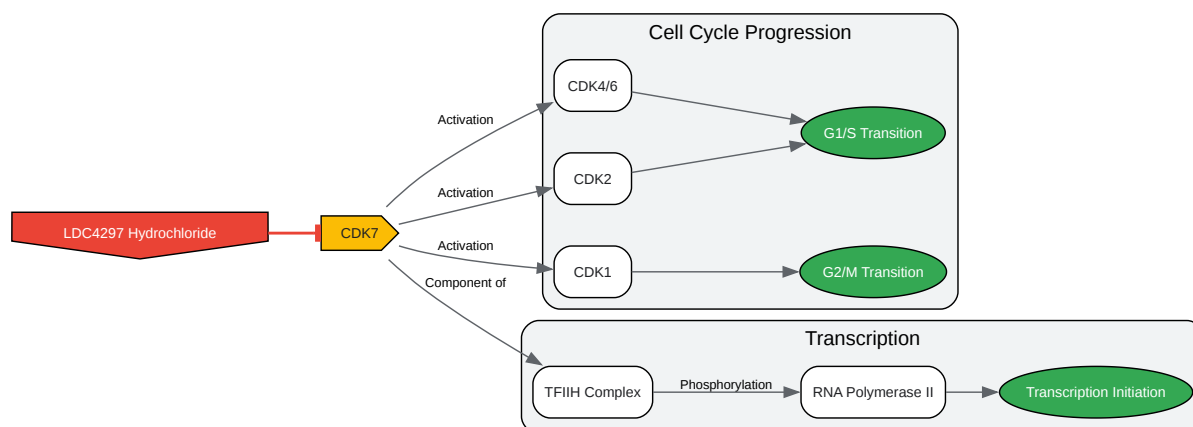 Cell Cycle Progression
CDK4/6
Activation
G1/S Transition
CDK2
Activation
LDC4297 Hydrochloride
CDK7
Activation
CDK1
G2/M Transition
Component of
Transcription
TFIIH Complex
Phosphorylation
RNA Polymerase II
Transcription Initiation